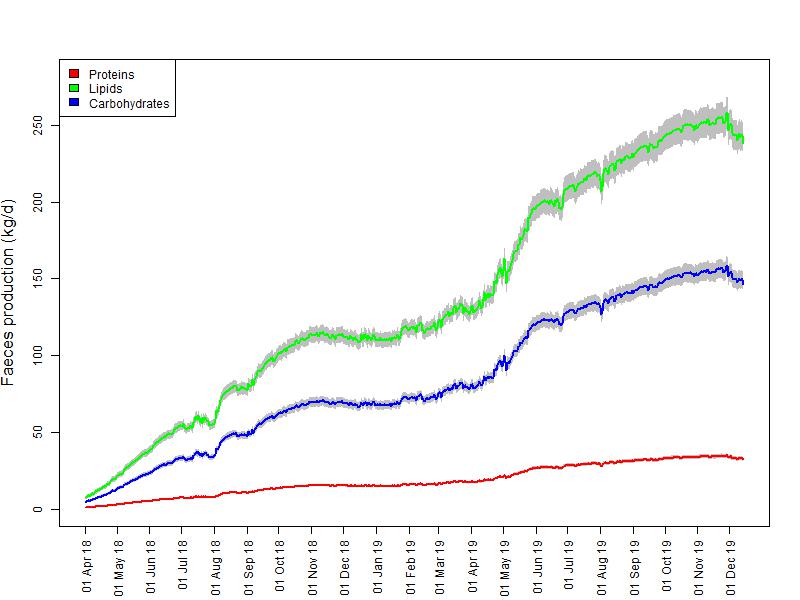 Proteins
Lipids
Carbohydrates
Faeces production (kg/d)
250
200
150
100
50
0
01 Apr 18
01 May 18
01 Jun 18
01 Jul 18
01 Aug 18
01 Sep 18
01 Oct 18
01 Nov 18
01 Dec 18
01 Jan 19
01 Feb 19
01 Mar 19
01 Apr 19
01 May 19
01 Jun 19
01 Jul 19
01 Aug 19
01 Sep 19
01 Oct 19
01 Nov 19
01 Dec 19